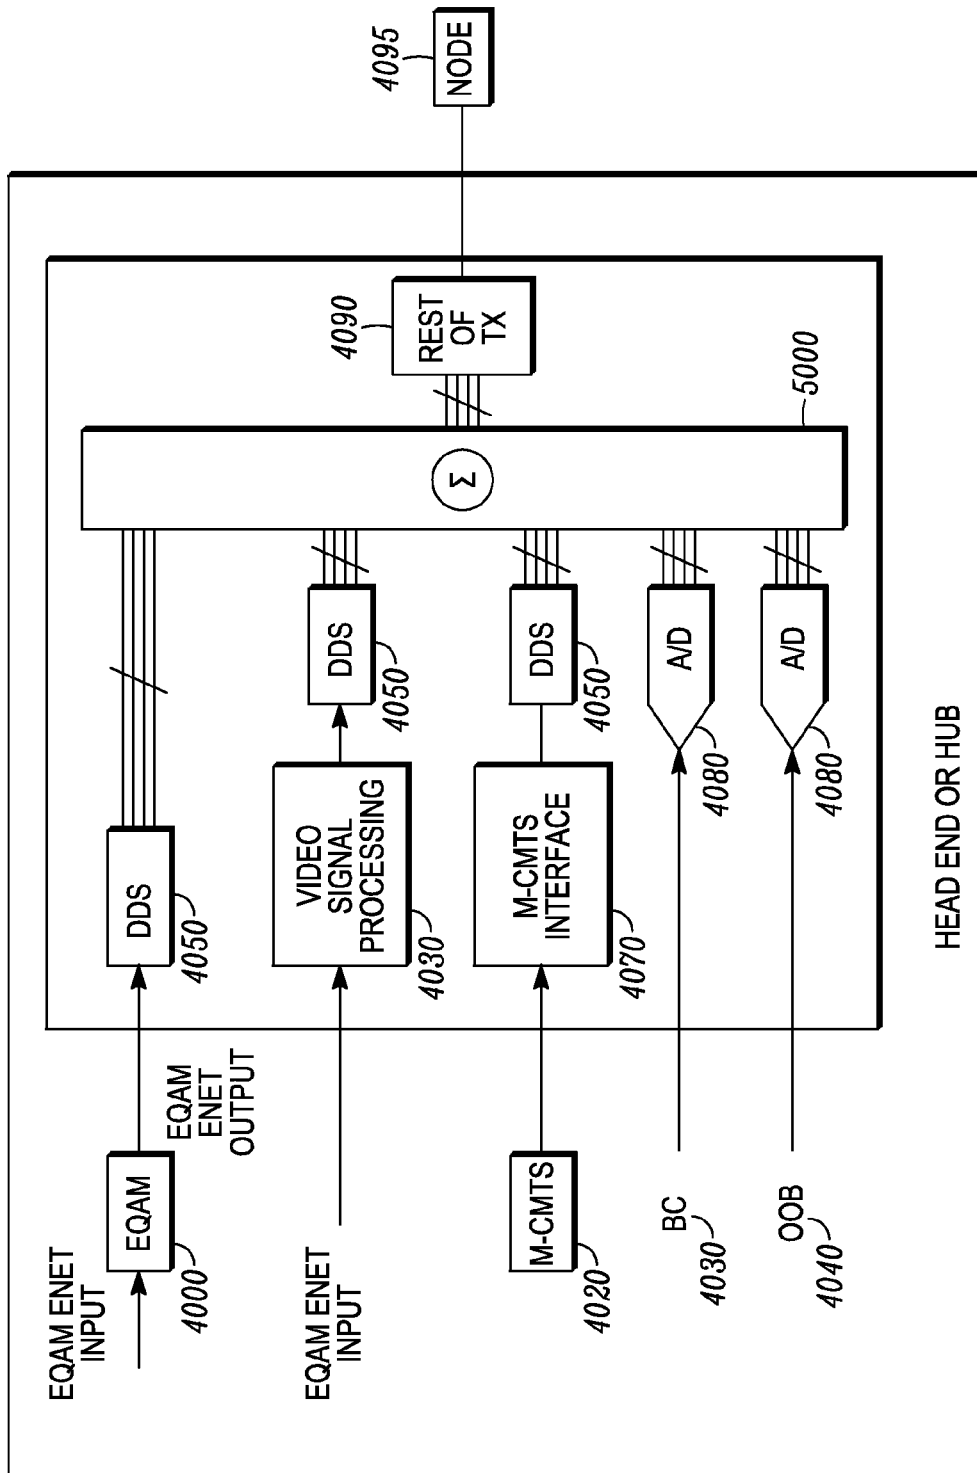 EQAM ENET
INPUT
EQAM
4000
EQAM
ENET
OUTPUT
DDS
4050
EQAM ENET
INPUT
VIDEO
SIGNAL
PROCESSING
4030
DDS
4050
M-CMTS
4020
M-CMTS
INTERFACE
4070
DDS
4050
BC
4030
A/D
4080
OOB
4040
A/D
4080
Σ
5000
REST
OF
TX
4090
NODE
4095
HEAD END OR HUB